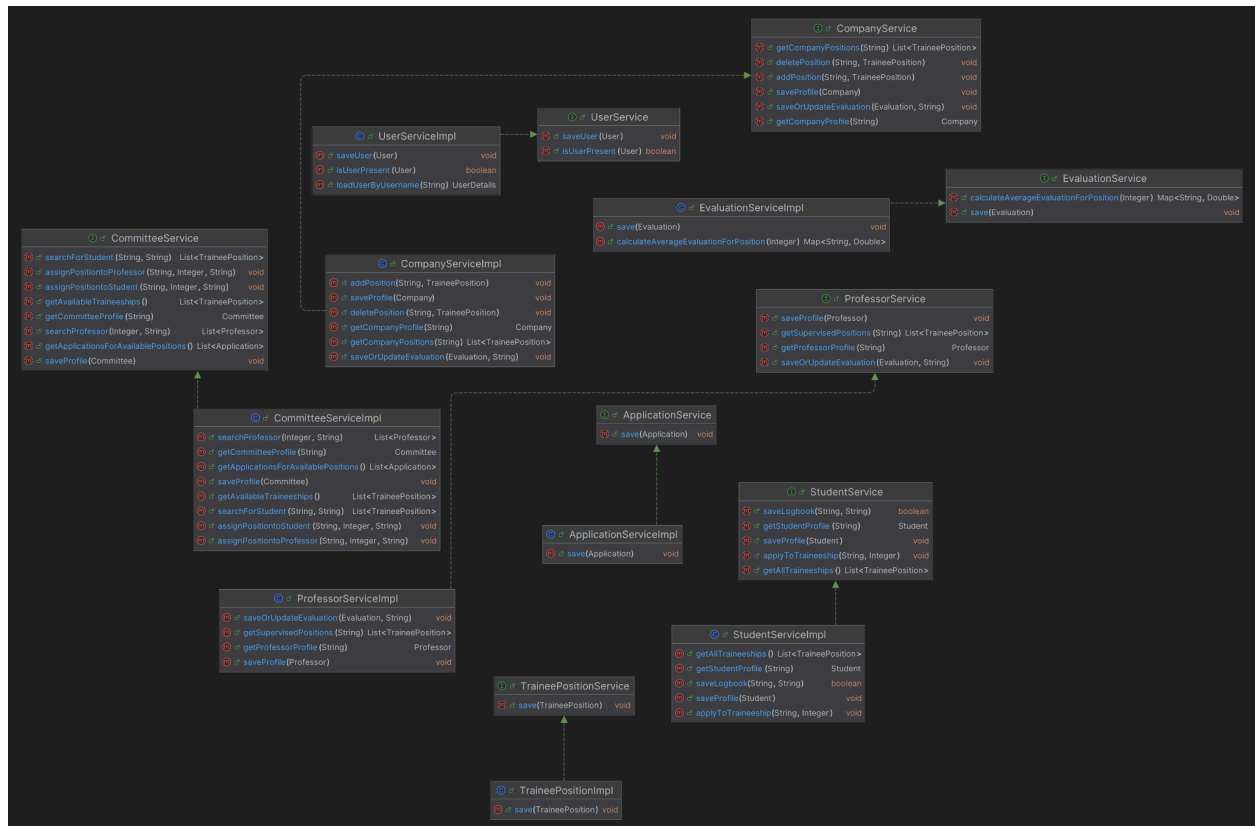 CompanyService
getCompanyPositions(String) List<TraineePosition>
deletePosition (String, TraineePosition) void
addPosition(String, TraineePosition) void
saveProfile(Company) void
saveOrUpdateEvaluation(Evaluation, String) void
getCompanyProfile(String) Company
UserService
saveUser(User) void
isUserPresent (User) boolean
UserServiceImpl
saveUser(User) void
isUserPresent (User) boolean
loadUserByUsername(String) UserDetails
EvaluationService
calculateAverageEvaluationForPosition(Integer) Map<String, Double>
save(Evaluation) void
EvaluationServiceImpl
save(Evaluation) void
calculateAverageEvaluationForPosition(Integer) Map<String, Double>
CommitteeService
searchForStudent (String, String) List<TraineePosition>
assignPositiontoProfessor(String, Integer, String) void
assignPositiontoStudent (String, Integer, String) void
getAvailableTraineeships() List<TraineePosition>
getCommitteeProfile(String) Committee
searchProfessor(Integer, String) List<Professor>
getApplicationsForAvailablePositions() List<Application>
saveProfile(Committee) void
CompanyServiceImpl
addPosition(String, TraineePosition) void
saveProfile(Company) void
deletePosition (String, TraineePosition) void
getCompanyProfile(String) Company
getCompanyPositions(String) List<TraineePosition>
saveOrUpdateEvaluation(Evaluation, String) void
ProfessorService
saveProfile(Professor) void
getSupervisedPositions (String) List<TraineePosition>
getProfessorProfile(String) Professor
saveOrUpdateEvaluation(Evaluation, String) void
CommitteeServiceImpl
searchProfessor(Integer, String) List<Professor>
getCommitteeProfile(String) Committee
getApplicationsForAvailablePositions() List<Application>
saveProfile(Committee) void
getAvailableTraineeships() List<TraineePosition>
searchForStudent (String, String) List<TraineePosition>
assignPositiontoStudent (String, Integer, String) void
assignPositiontoProfessor(String, Integer, String) void
ApplicationService
save(Application) void
ApplicationServiceImpl
save(Application) void
StudentService
saveLogbook(String, String) boolean
getStudentProfile (String) Student
saveProfile(Student) void
applyToTraineeship(String, Integer) void
getAllTraineeships() List<TraineePosition>
ProfessorServiceImpl
saveOrUpdateEvaluation(Evaluation, String) void
getSupervisedPositions (String) List<TraineePosition>
getProfessorProfile(String) Professor
saveProfile(Professor) void
StudentServiceImpl
getAllTraineeships() List<TraineePosition>
getStudentProfile (String) Student
saveLogbook(String, String) boolean
saveProfile(Student) void
applyToTraineeship(String, Integer) void
TraineePositionService
save(TraineePosition) void
TraineePositionImpl
save(TraineePosition) void